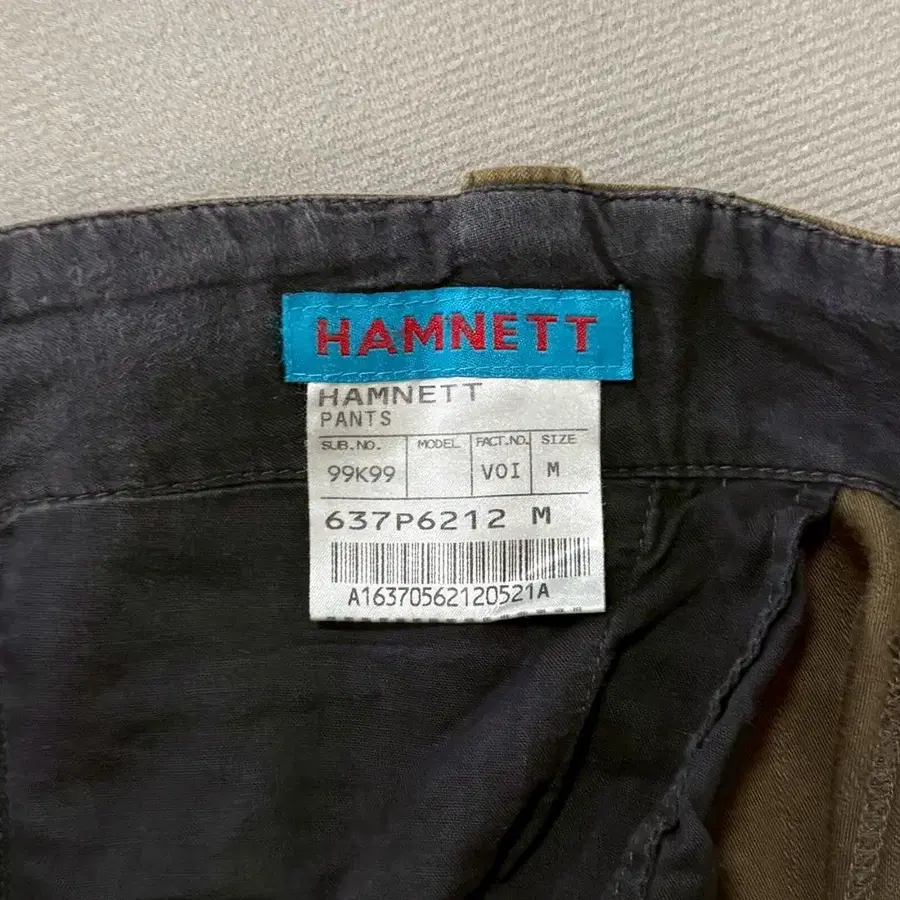 HAMNETT
HAMNETT
PANTS
SUB.NO. MODEL FACT.NO. SIZE
99K99 VOI M
637P6212 M
A16370562120521A